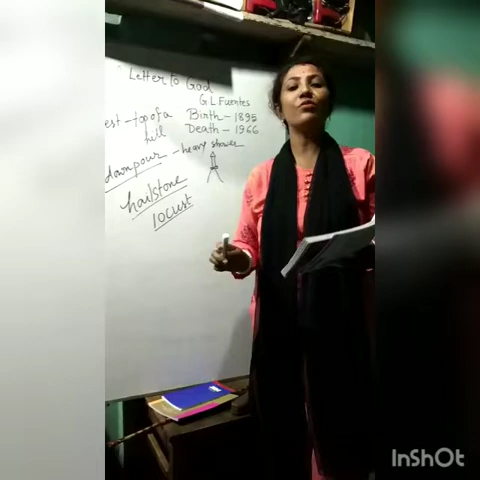 Letter to God
G L Fuentes
est - top of a hill
Birth - 1895
Death - 1966
downpour - heavy shower
hailstone
locust
InShOt